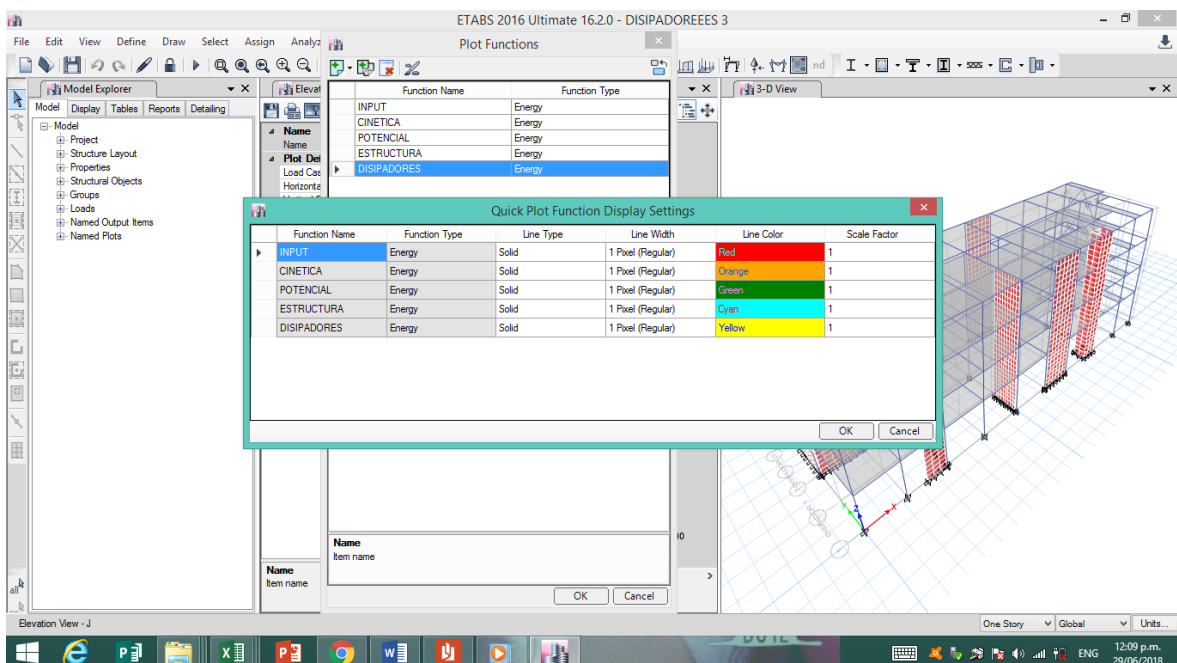 ETABS 2016 Ultimate 16.2.0 - DISIPADOREEES 3
File Edit View Define Draw Select Assign Analyz
Plot Functions
nd
Model Explorer
Model Display Tables Reports Detailing
Model
Project
Structure Layout
Properties
Structural Objects
Groups
Loads
Named Output Items
Named Plots
Elevat
Name
Name
Plot Def
Load Cas
Horizonta
Function Name Function Type
INPUT Energy
CINETICA Energy
POTENCIAL Energy
ESTRUCTURA Energy
DISIPADORES Energy
3-D View
Quick Plot Function Display Settings
Function Name Function Type Line Type Line Width Line Color Scale Factor
INPUT Energy Solid 1 Pixel (Regular) Red 1
CINETICA Energy Solid 1 Pixel (Regular) Orange 1
POTENCIAL Energy Solid 1 Pixel (Regular) Green 1
ESTRUCTURA Energy Solid 1 Pixel (Regular) Cyan 1
DISIPADORES Energy Solid 1 Pixel (Regular) Yellow 1
OK Cancel
Name
Item name
Name
Item name
OK Cancel
X
Y
Z
all
Elevation View - J
One Story Global Units...
ENG
12:09 p.m.
29/06/2018